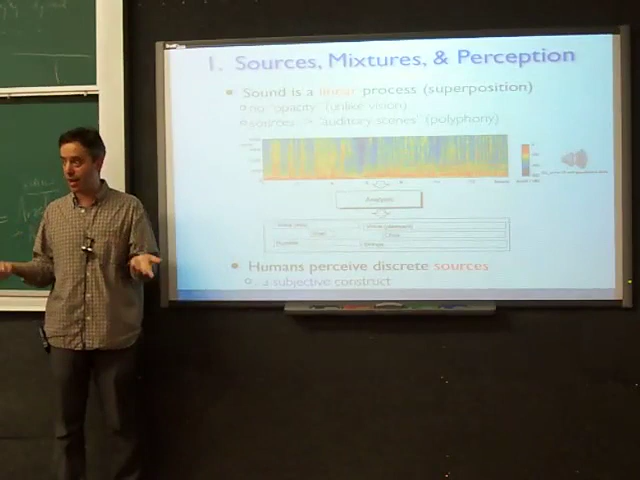 1. Sources, Mixtures, & Perception
Sound is a linear process (superposition)
no "opacity" (unlike vision)
sources -> "auditory scenes" (polyphony)
Analysis
Humans perceive discrete sources
.. a subjective construct